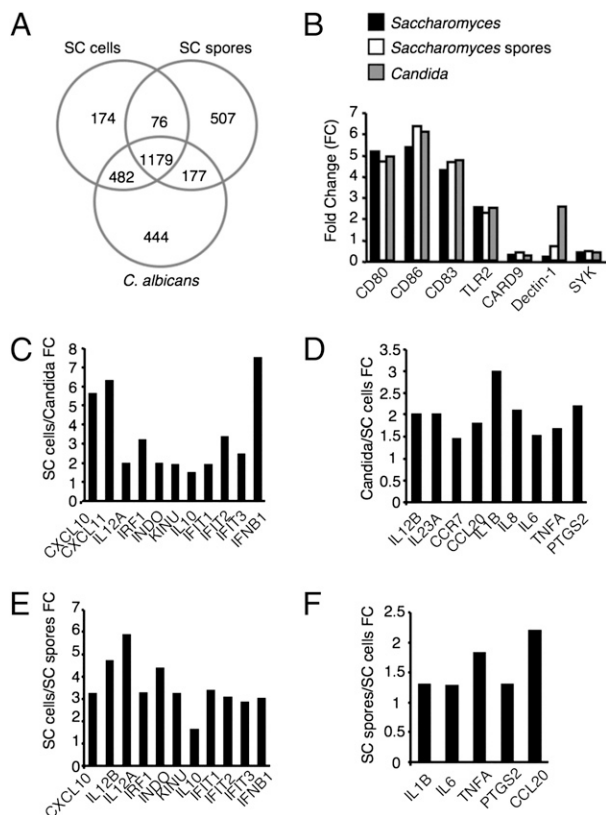 A
SC cells
SC spores
174
76
507
1179
482
177
444
C. albicans
B
Saccharomyces
Saccharomyces spores
Candida
Fold Change (FC)
7
6
5
4
3
2
1
0
CD80
CD86
CD83
TLR2
CARD9
Dectin-1
SYK
C
SC cells/Candida FC
8
7
6
5
4
3
2
1
0
CXCL10
CXCL11
IL12A
IRF1
INDO
KINU
IL10
IFIT1
IFIT2
IFIT3
IFNB1
D
Candida/SC cells FC
3.5
3
2.5
2
1.5
1
0.5
0
IL12B
IL23A
CCR7
CCL20
IL1B
IL8
IL6
TNFA
PTGS2
E
SC cells/SC spores FC
7
6
5
4
3
2
1
0
CXCL10
IL12B
IL12A
IRF1
INDO
KINU
IL10
IFIT1
IFIT2
IFIT3
IFNB1
F
SC spores/SC cells FC
2.5
2
1.5
1
0.5
0
IL1B
IL6
TNFA
PTGS2
CCL20